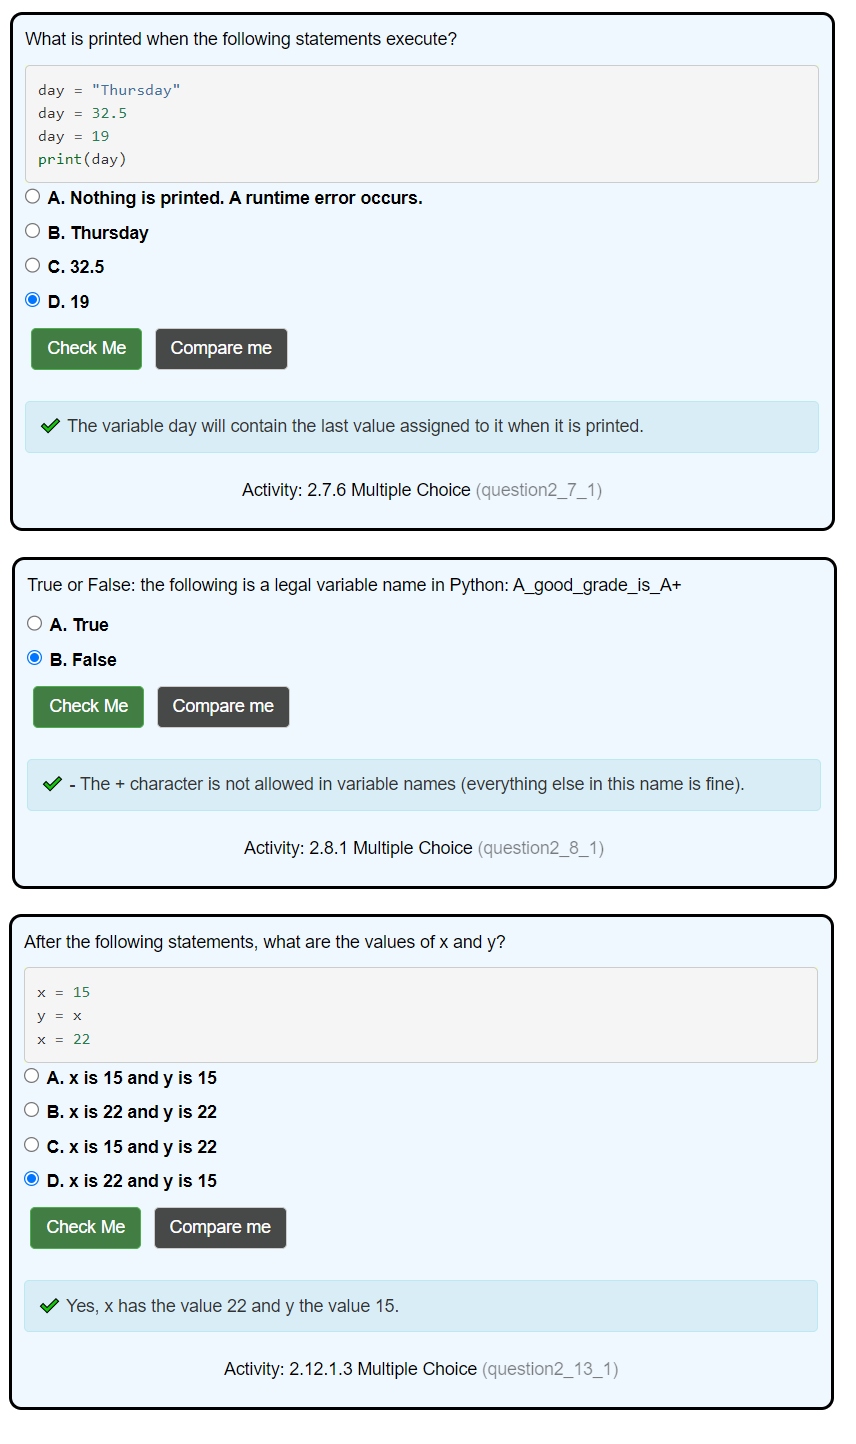 What is printed when the following statements execute?
day = "Thursday"
day = 32.5
day = 19
print(day)
A. Nothing is printed. A runtime error occurs.
B. Thursday
C. 32.5
D. 19
Check Me Compare me
The variable day will contain the last value assigned to it when it is printed.
Activity: 2.7.6 Multiple Choice (question2_7_1)
True or False: the following is a legal variable name in Python: A_good_grade_is_A+
A. True
B. False
Check Me Compare me
- The + character is not allowed in variable names (everything else in this name is fine).
Activity: 2.8.1 Multiple Choice (question2_8_1)
After the following statements, what are the values of x and y?
x = 15
y = x
x = 22
A. x is 15 and y is 15
B. x is 22 and y is 22
C. x is 15 and y is 22
D. x is 22 and y is 15
Check Me Compare me
Yes, x has the value 22 and y the value 15.
Activity: 2.12.1.3 Multiple Choice (question2_13_1)